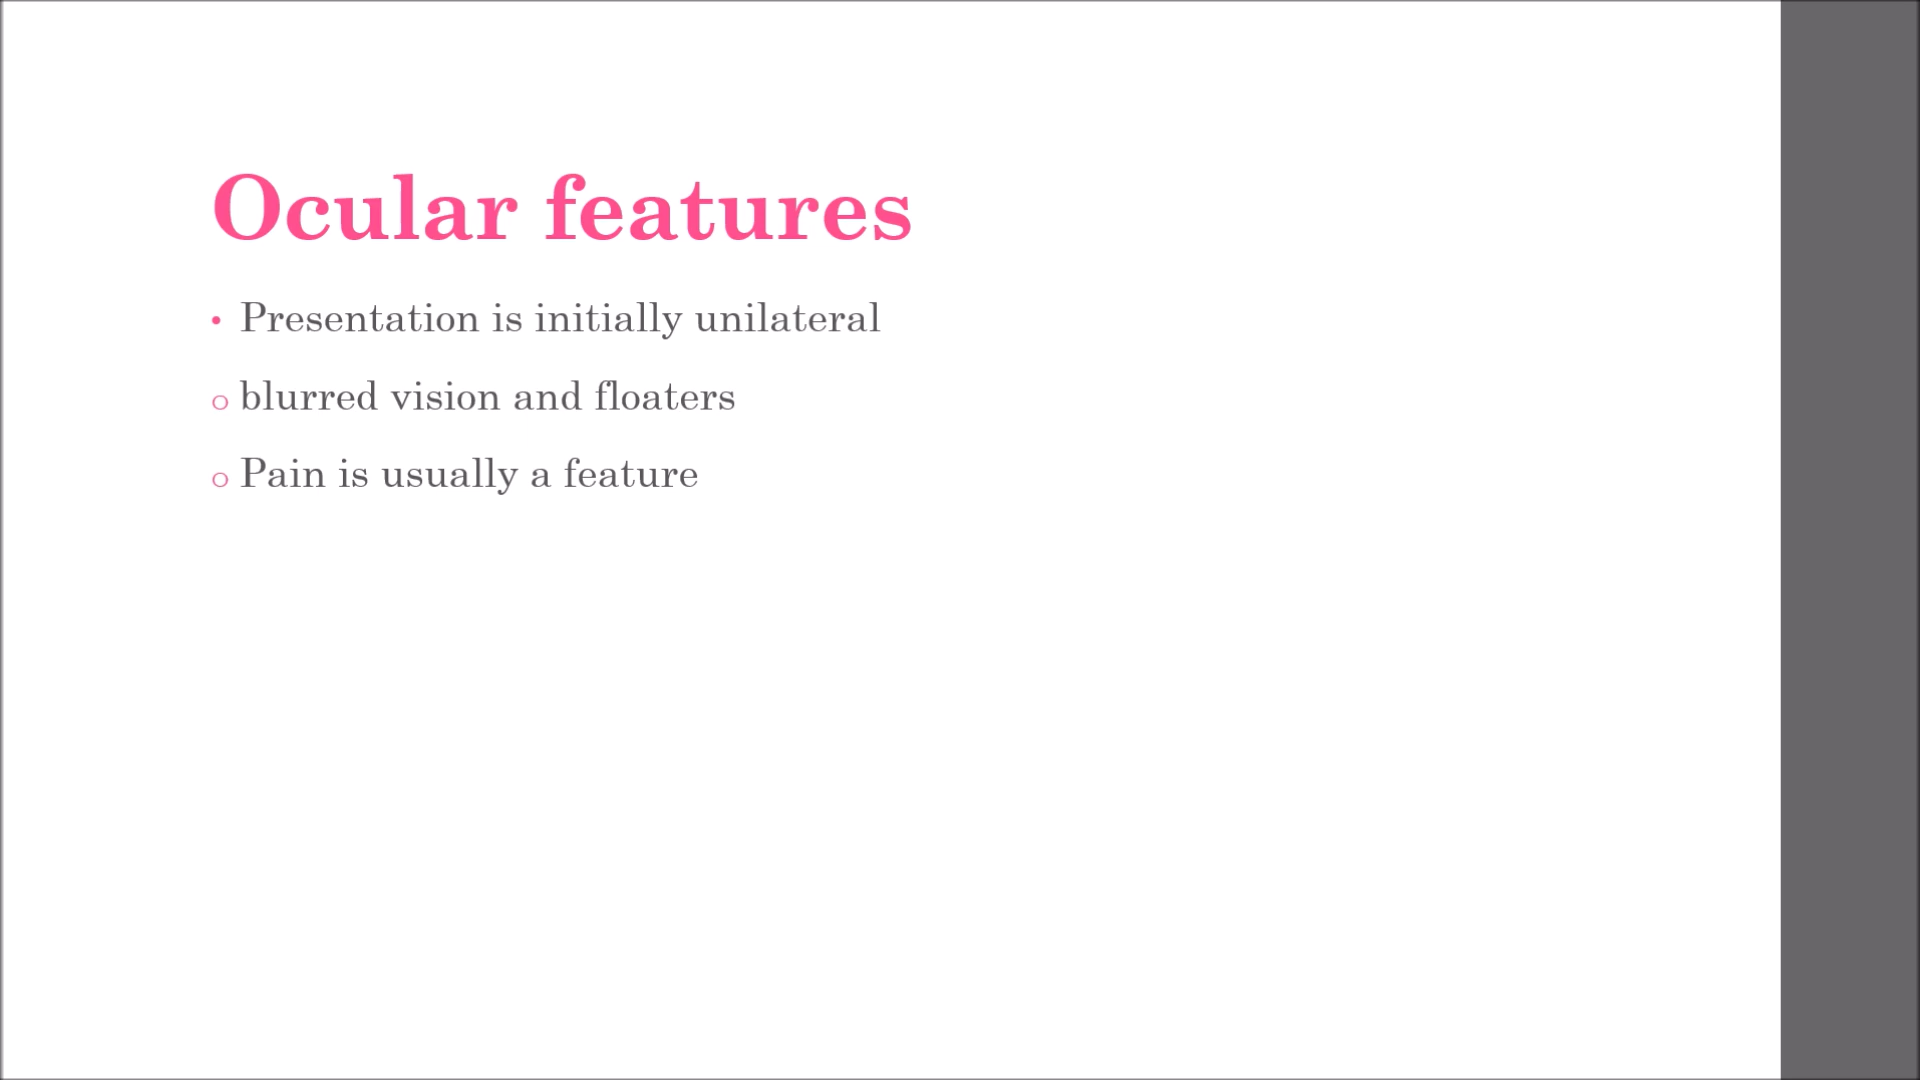 Ocular features
• Presentation is initially unilateral
o blurred vision and floaters
o Pain is usually a feature